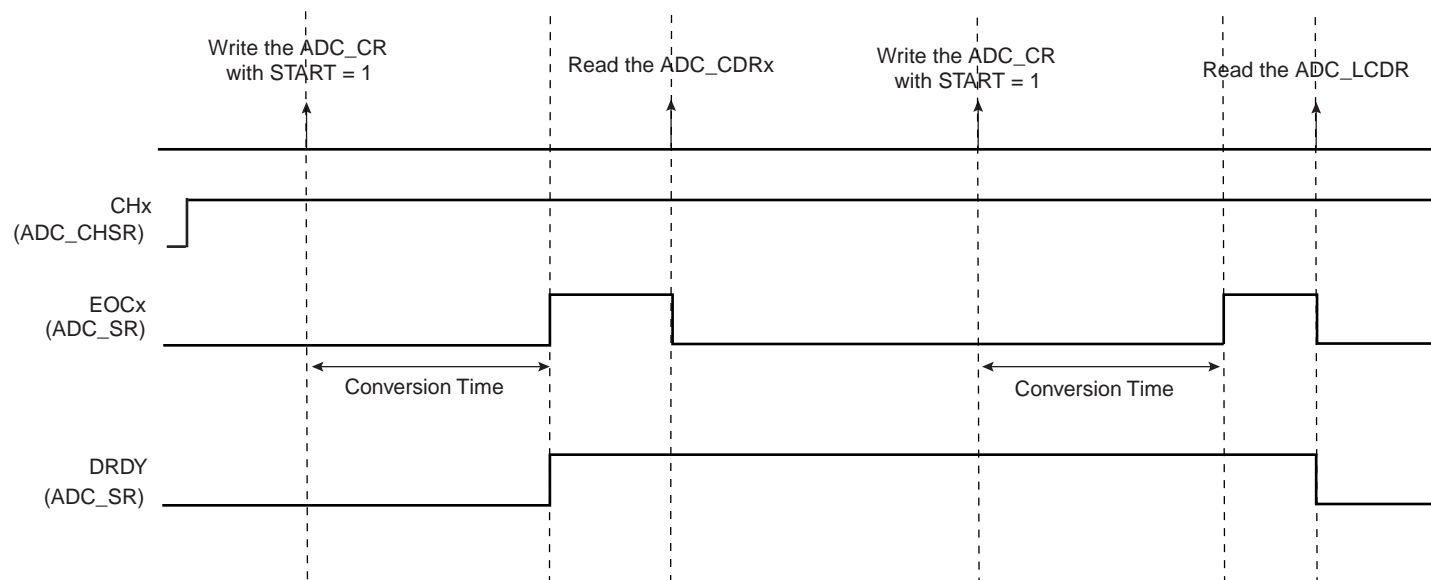 Write the ADC_CR
with START = 1
Read the ADC_CDRx
Write the ADC_CR
with START = 1
Read the ADC_LCDR
CHx
(ADC_CHSR)
EOCx
(ADC_SR)
Conversion Time
Conversion Time
DRDY
(ADC_SR)